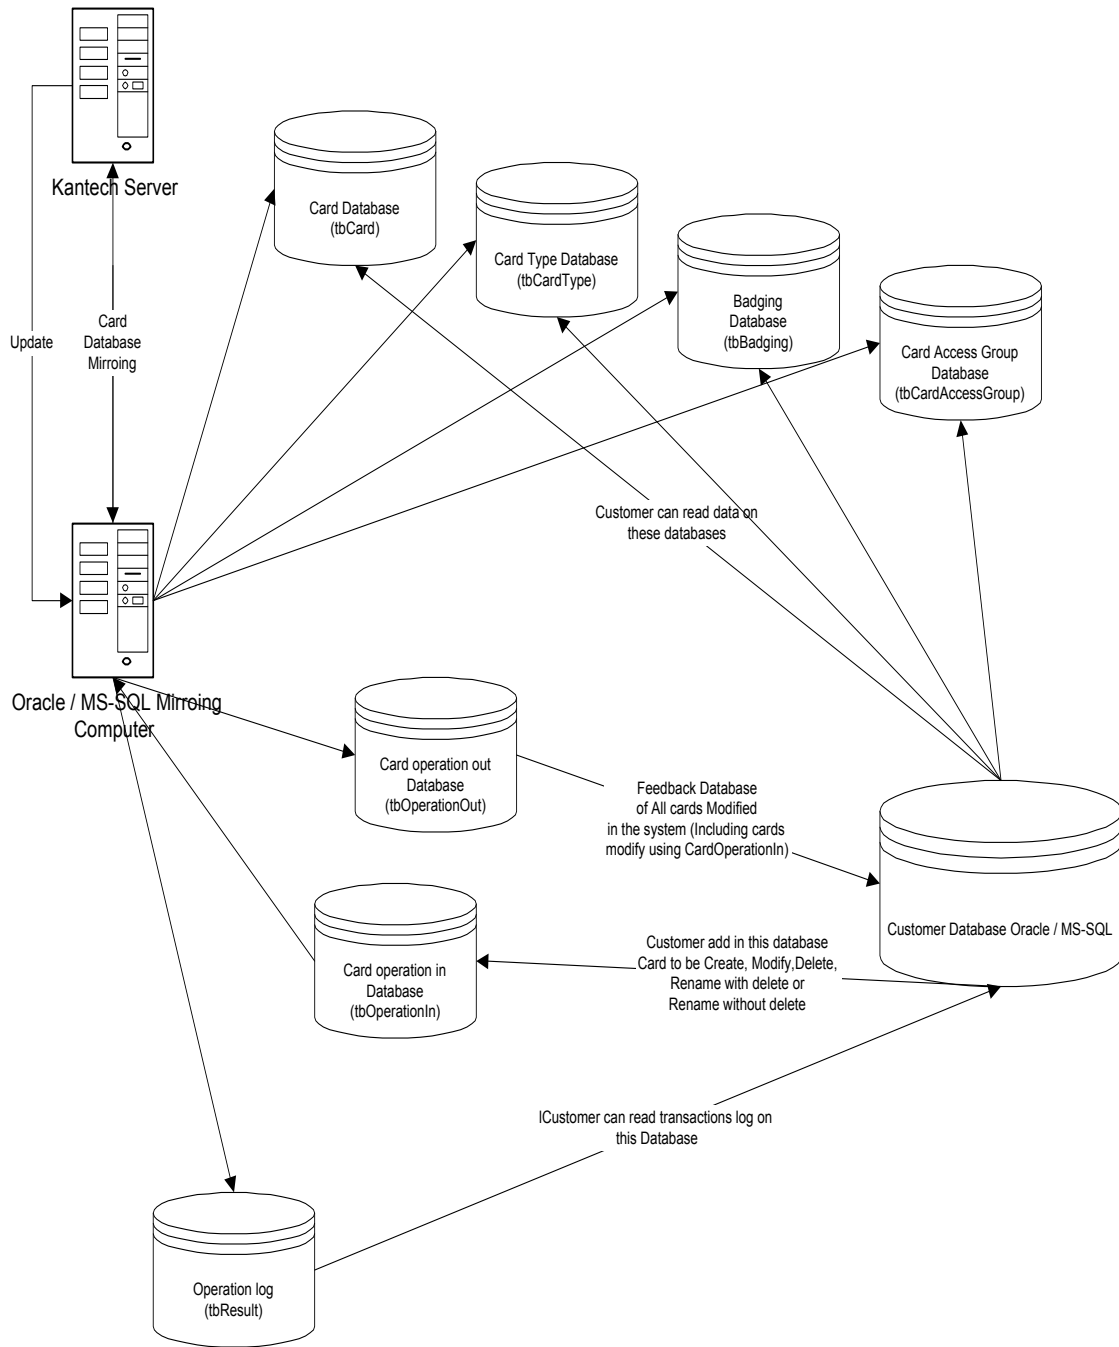 Kantech Server
Card Database
(tbCard)
Card Type Database
(tbCardType)
Badging
Database
(tbBadging)
Card Access Group
Database
(tbCardAccessGroup)
Update
Card
Database
Mirroing
Customer can read data on
these databases
Oracle / MS-SQL Mirroing
Computer
Card operation out
Database
(tbOperationOut)
Feedback Database
of All cards Modified
in the system (Including cards
modify using CardOperationIn)
Customer Database Oracle / MS-SQL
Card operation in
Database
(tbOperationIn)
Customer add in this database
Card to be Create, Modify,Delete,
Rename with delete or
Rename without delete
lCustomer can read transactions log on
this Database
Operation log
(tbResult)